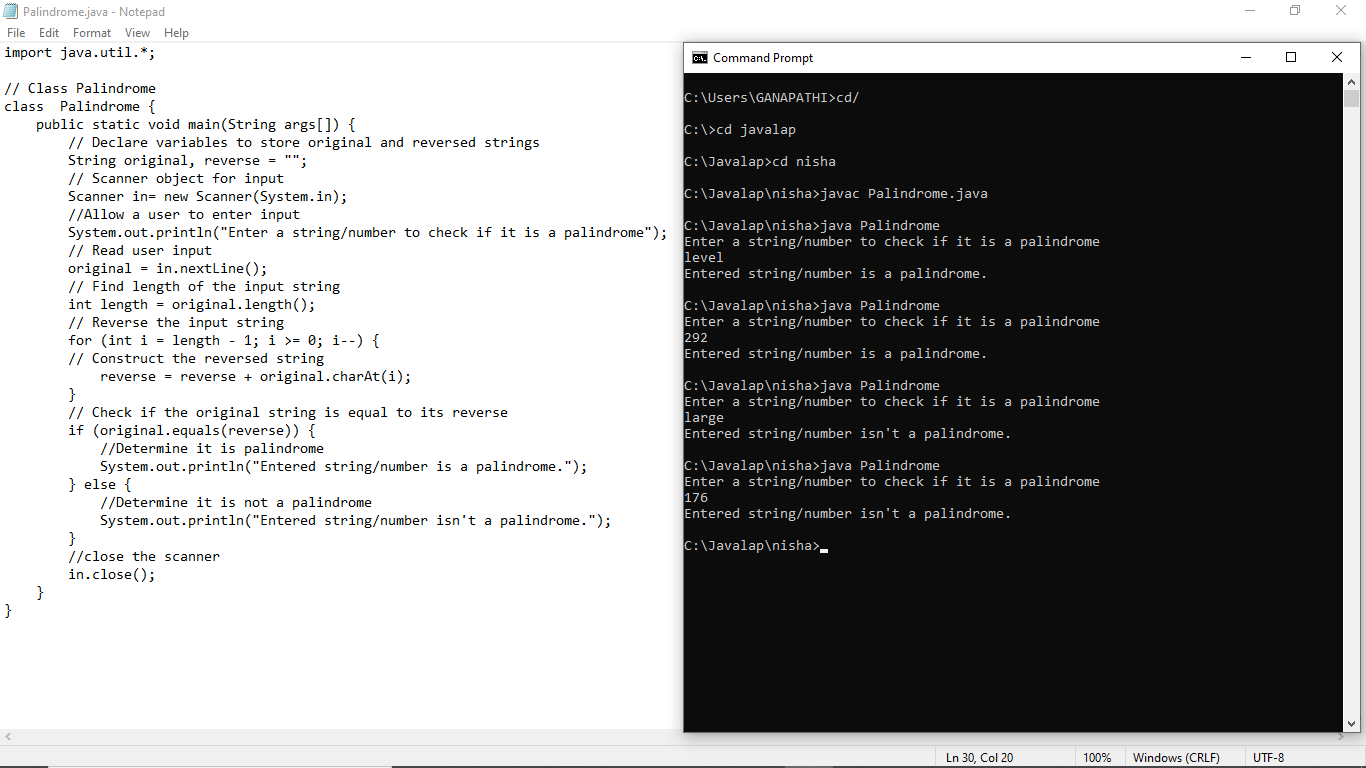 Palindrome.java - Notepad
File Edit Format View Help
import java.util.*;
// Class Palindrome
class  Palindrome {
    public static void main(String args[]) {
        // Declare variables to store original and reversed strings
        String original, reverse = "";
        // Scanner object for input
        Scanner in= new Scanner(System.in);
        //Allow a user to enter input
        System.out.println("Enter a string/number to check if it is a palindrome");
        // Read user input
        original = in.nextLine();
        // Find length of the input string
        int length = original.length();
        // Reverse the input string
        for (int i = length - 1; i >= 0; i--) {
        // Construct the reversed string
            reverse = reverse + original.charAt(i);
        }
        // Check if the original string is equal to its reverse
        if (original.equals(reverse)) {
            //Determine it is palindrome
            System.out.println("Entered string/number is a palindrome.");
        } else {
            //Determine it is not a palindrome
            System.out.println("Entered string/number isn't a palindrome.");
        }
        //close the scanner
        in.close();
    }
}
Command Prompt
C:\Users\GANAPATHI>cd/
C:\>cd javalap
C:\Javalap>cd nisha
C:\Javalap\nisha>javac Palindrome.java
C:\Javalap\nisha>java Palindrome
Enter a string/number to check if it is a palindrome
level
Entered string/number is a palindrome.
C:\Javalap\nisha>java Palindrome
Enter a string/number to check if it is a palindrome
292
Entered string/number is a palindrome.
C:\Javalap\nisha>java Palindrome
Enter a string/number to check if it is a palindrome
large
Entered string/number isn't a palindrome.
C:\Javalap\nisha>java Palindrome
Enter a string/number to check if it is a palindrome
176
Entered string/number isn't a palindrome.
C:\Javalap\nisha>
Ln 30, Col 20 100% Windows (CRLF) UTF-8